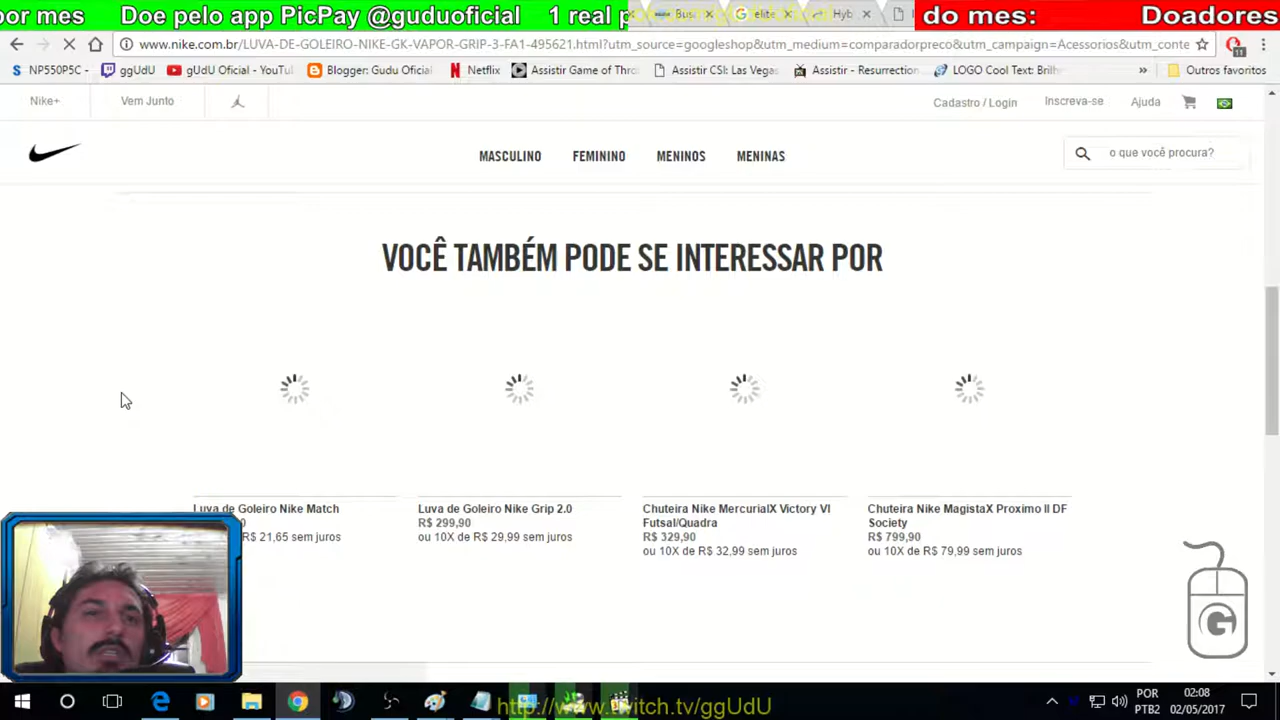 por mes Doe pelo app PicPay @guduoficial 1 real p
do mes: Doadores
Busc
elite
Hyb
www.nike.com.br/LUVA-DE-GOLEIRO-NIKE-GK-VAPOR-GRIP-3-FA1-495621.html?utm_source=googleshop&utm_medium=comparadorpreco&utm_campaign=Acessorios&utm_conte
11
NP550P5C -
ggUdU
gUdU Oficial - YouTu
Blogger: Gudu Oficial
Netflix
Assistir Game of Thro
Assistir CSI: Las Vegas
Assistir - Resurrection
LOGO Cool Text: Brilh
»
Outros favoritos
Nike+
Vem Junto
Cadastro / Login
Inscreva-se
Ajuda
MASCULINO
FEMININO
MENINOS
MENINAS
o que você procura?
VOCÊ TAMBÉM PODE SE INTERESSAR POR
Luva de Goleiro Nike Match
0
R$ 21,65 sem juros
Luva de Goleiro Nike Grip 2.0
R$ 299,90
ou 10X de R$ 29,99 sem juros
Chuteira Nike MercurialX Victory VI
Futsal/Quadra
R$ 329,90
ou 10X de R$ 32,99 sem juros
Chuteira Nike MagistaX Proximo II DF
Society
R$ 799,90
ou 10X de R$ 79,99 sem juros
G
http://www.twitch.tv/ggUdU
POR
PTB2
02:08
02/05/2017